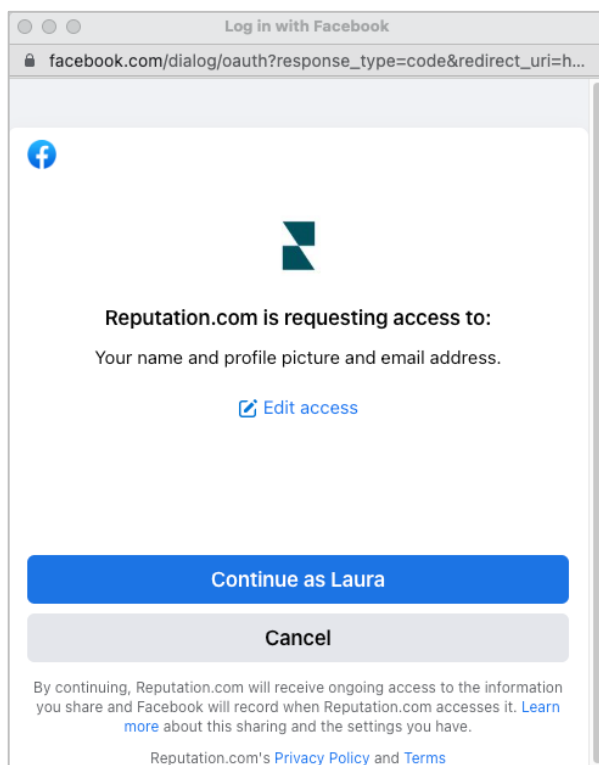 Log in with Facebook
facebook.com/dialog/oauth?response_type=code&redirect_uri=h...
Reputation.com is requesting access to:
Your name and profile picture and email address.
Edit access
Continue as Laura
Cancel
By continuing, Reputation.com will receive ongoing access to the information
you share and Facebook will record when Reputation.com accesses it. Learn
more about this sharing and the settings you have.
Reputation.com's Privacy Policy and Terms